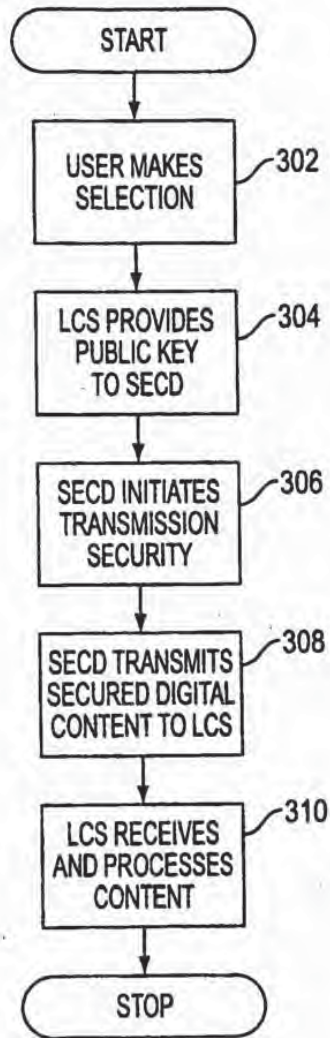 START
USER MAKES
SELECTION
302
LCS PROVIDES
PUBLIC KEY
TO SECD
304
SECD INITIATES
TRANSMISSION
SECURITY
306
SECD TRANSMITS
SECURED DIGITAL
CONTENT TO LCS
308
LCS RECEIVES
AND PROCESSES
CONTENT
310
STOP